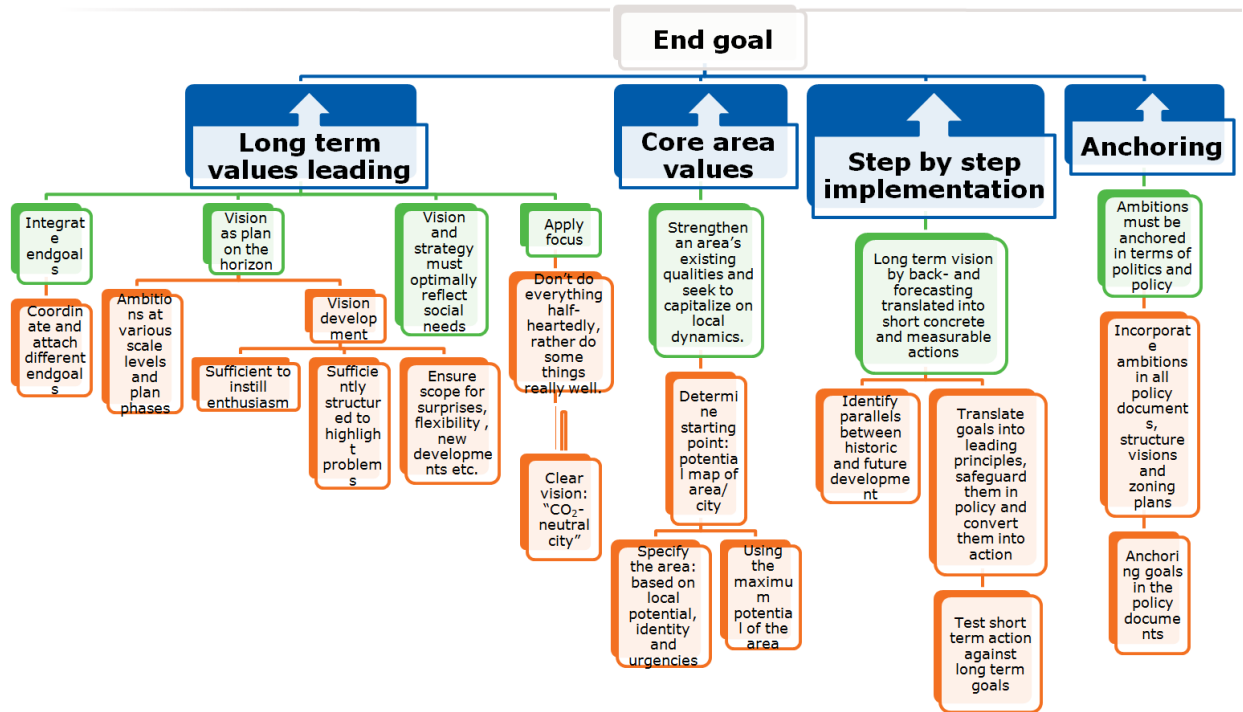 End goal
Long term
values leading
Core area
values
Step by step
implementation
Anchoring
Integrat
e
endgoal
s
Coordin
ate and
attach
different
endgoal
s
Vision
as plan
on the
horizon
Ambitio
ns at
various
scale
levels
and
plan
phases
Vision
develop
ment
Sufficient to
instill
enthusiasm
Sufficie
ntly
structur
ed to
highligh
t
problem
s
Ensure
scope for
surprises,
flexibility ,
new
developme
nts etc.
Vision
and
strategy
must
optimally
reflect
social
needs
Apply
focus
Don’t do
everything
half-
heartedly,
rather do
some
things
really well.
Clear
vision:
“CO₂-
neutral
city”
Strengthen
an area’s
existing
qualities and
seek to
capitalize on
local
dynamics.
Determi
ne
starting
point:
potentia
l map of
area/
city
Specify
the area:
based on
local
potential,
identity
and
urgencies
Using
the
maximu
m
potentia
l of the
area
Long term vision
by back- and
forecasting
translated into
short concrete
and measurable
actions
Identify
parallels
between
historic
and future
developme
nt
Translate
goals into
leading
principles,
safeguard
them in
policy and
convert
them into
action
Test short
term action
against
long term
goals
Ambitions
must be
anchored in
terms of
politics and
policy
Incorporat
e
ambitions
in all
policy
document
s,
structure
visions
and
zoning
plans
Anchori
ng goals
in the
policy
docume
nts